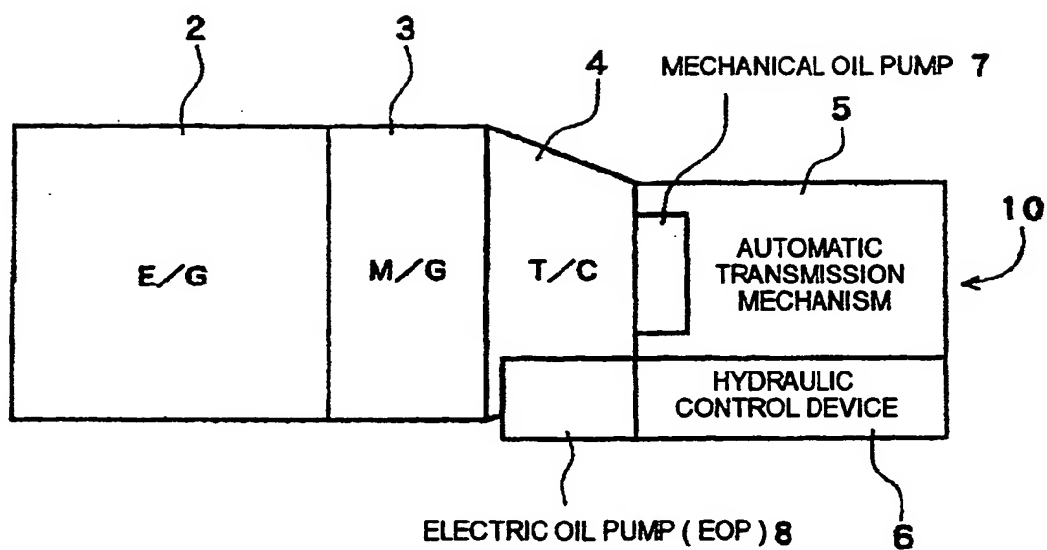 2
3
4
MECHANICAL OIL PUMP 7
5
10
E/G
M/G
T/C
AUTOMATIC
TRANSMISSION
MECHANISM
HYDRAULIC
CONTROL DEVICE
ELECTRIC OIL PUMP ( EOP ) 8
6